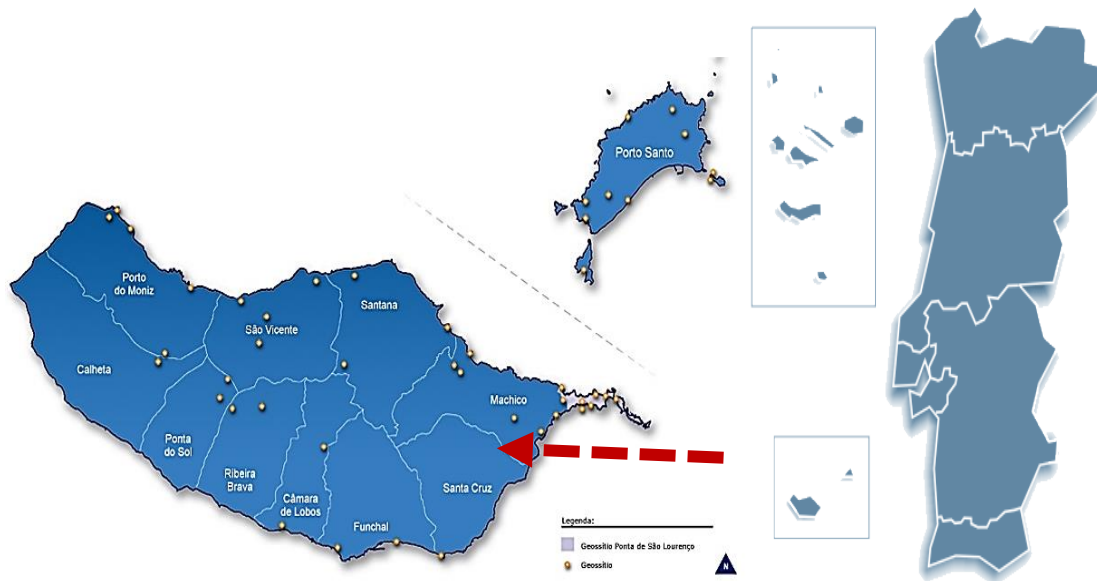 Porto Santo
Porto
do Moniz
Santana
São Vicente
Calheta
Machico
Ponta
do Sol
Ribeira
Brava
Câmara
de Lobos
Santa Cruz
Funchal
Legenda:
Geossítio Ponta de São Lourenço
Geossítio
N